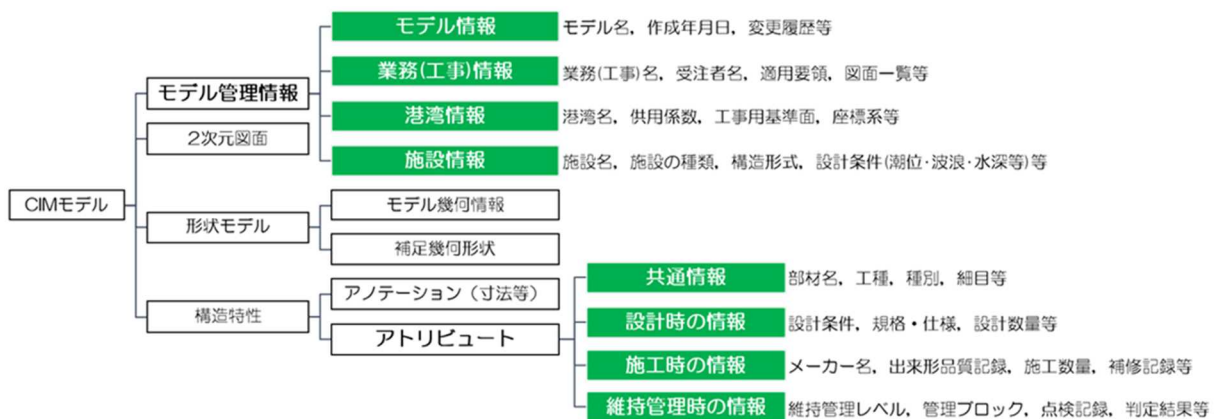 モデル情報 モデル名，作成年月日，変更履歴等
業務(工事)情報 業務(工事)名，受注者名，適用要領，図面一覧等
モデル管理情報
港湾情報 港湾名，供用係数，工事用基準面，座標系等
2次元図面
施設情報 施設名，施設の種類，構造形式，設計条件(潮位･波浪･水深等)等
CIMモデル
モデル幾何情報
形状モデル
補足幾何形状
共通情報 部材名，工種，種別，細目等
アノテーション（寸法等）
構造特性
設計時の情報 設計条件，規格・仕様，設計数量等
アトリビュート
施工時の情報 メーカー名，出来形品質記録，施工数量，補修記録等
維持管理時の情報 維持管理レベル，管理ブロック，点検記録，判定結果等